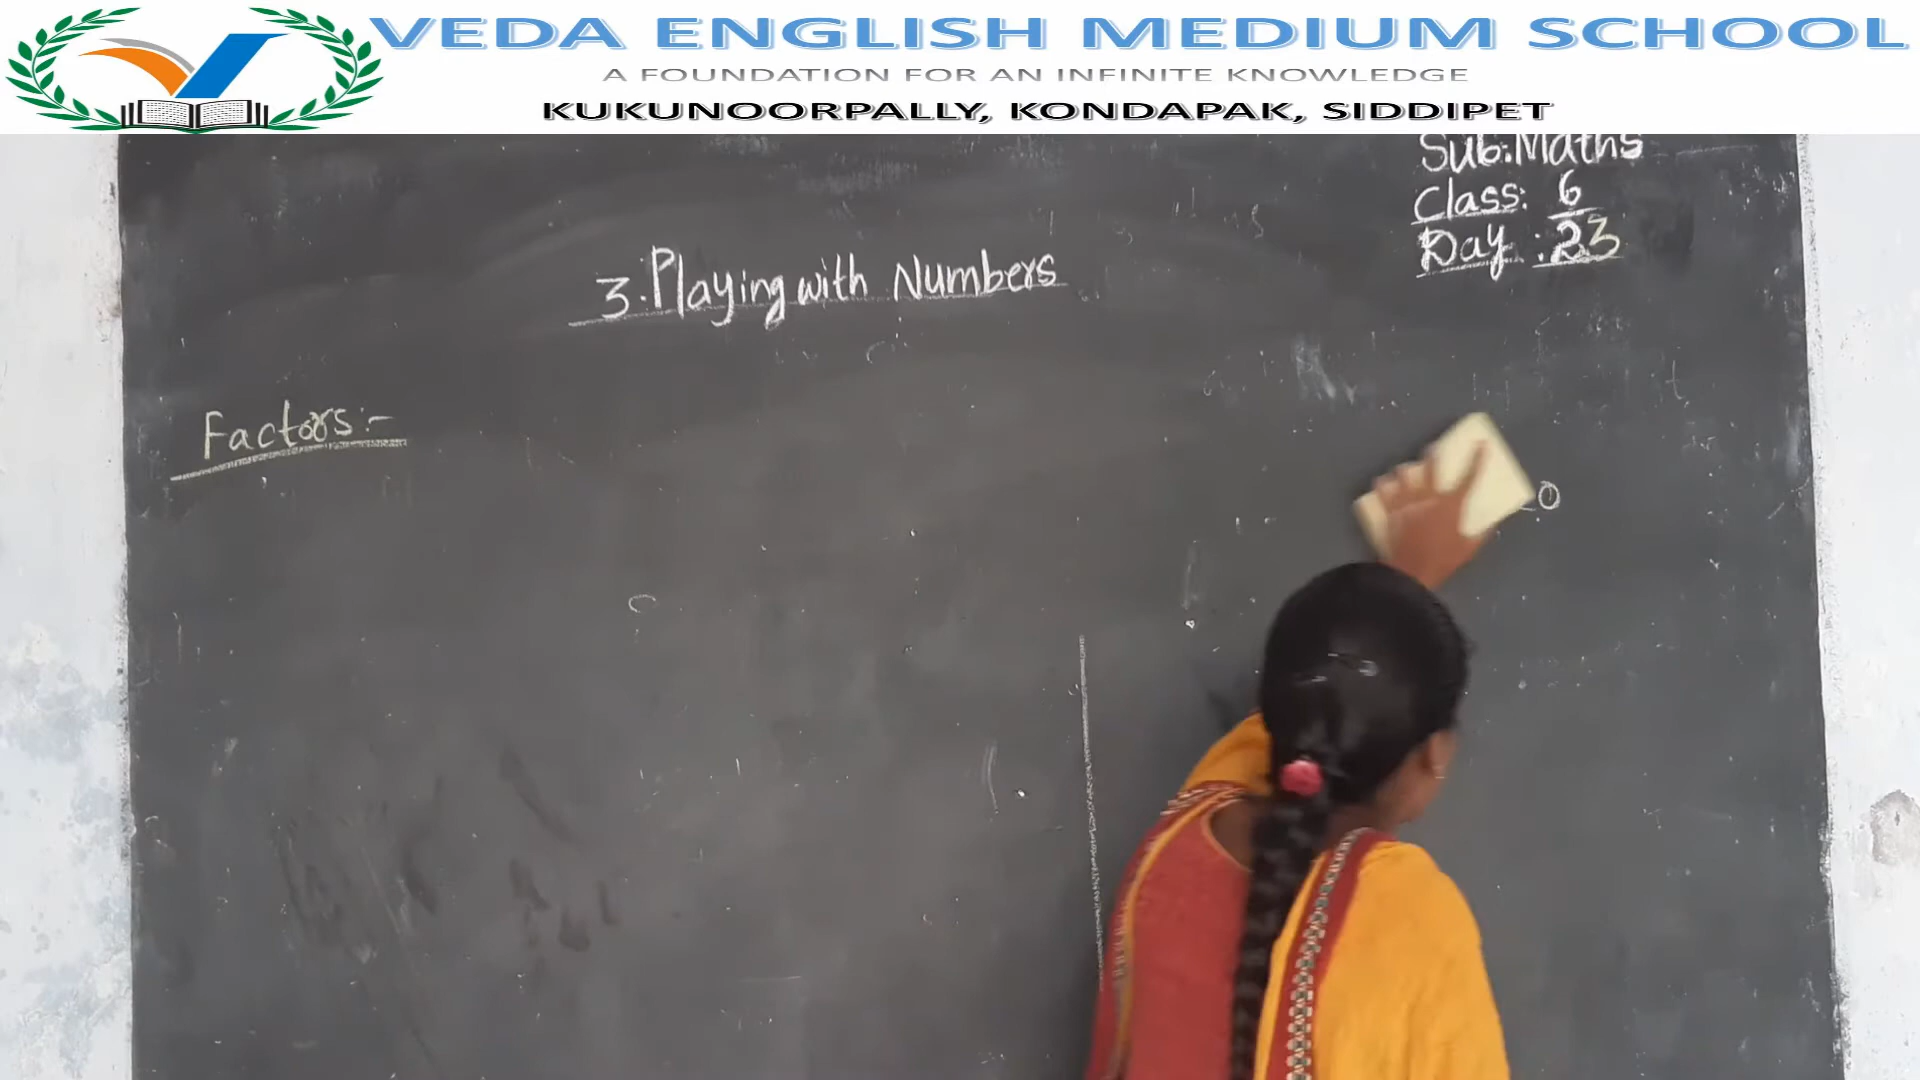 VEDA ENGLISH MEDIUM SCHOOL
A FOUNDATION FOR AN INFINITE KNOWLEDGE
KUKUNOORPALLY, KONDAPAK, SIDDIPET
Sub:Maths
Class: 6
Day : 23
3. Playing with Numbers
Factors:-